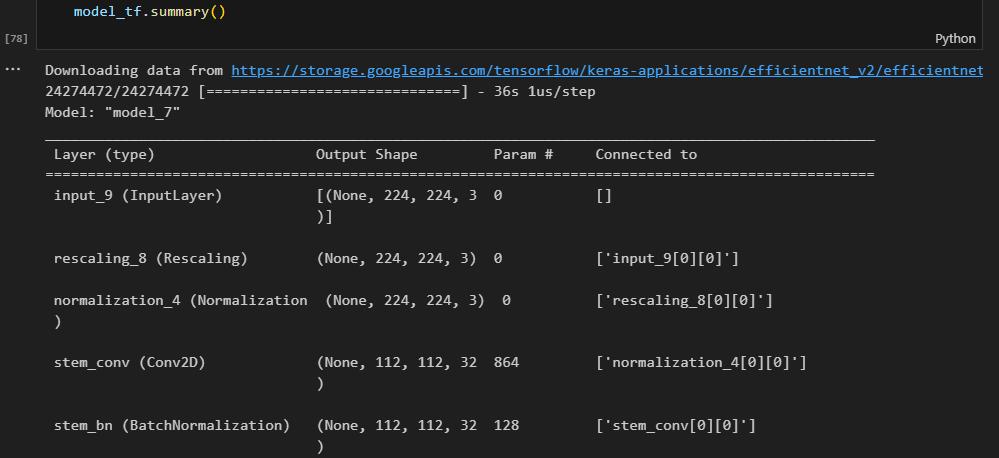 model_tf.summary()
[78]
Python
Downloading data from https://storage.googleapis.com/tensorflow/keras-applications/efficientnet_v2/efficientnet
24274472/24274472 [==============================] - 36s 1us/step
Model: "model_7"
__________________________________________________________________________________________________
Layer (type) Output Shape Param # Connected to
==================================================================================================
input_9 (InputLayer) [(None, 224, 224, 3 0 []
)]
rescaling_8 (Rescaling) (None, 224, 224, 3) 0 ['input_9[0][0]']
normalization_4 (Normalization (None, 224, 224, 3) 0 ['rescaling_8[0][0]']
)
stem_conv (Conv2D) (None, 112, 112, 32 864 ['normalization_4[0][0]']
)
stem_bn (BatchNormalization) (None, 112, 112, 32 128 ['stem_conv[0][0]']
)